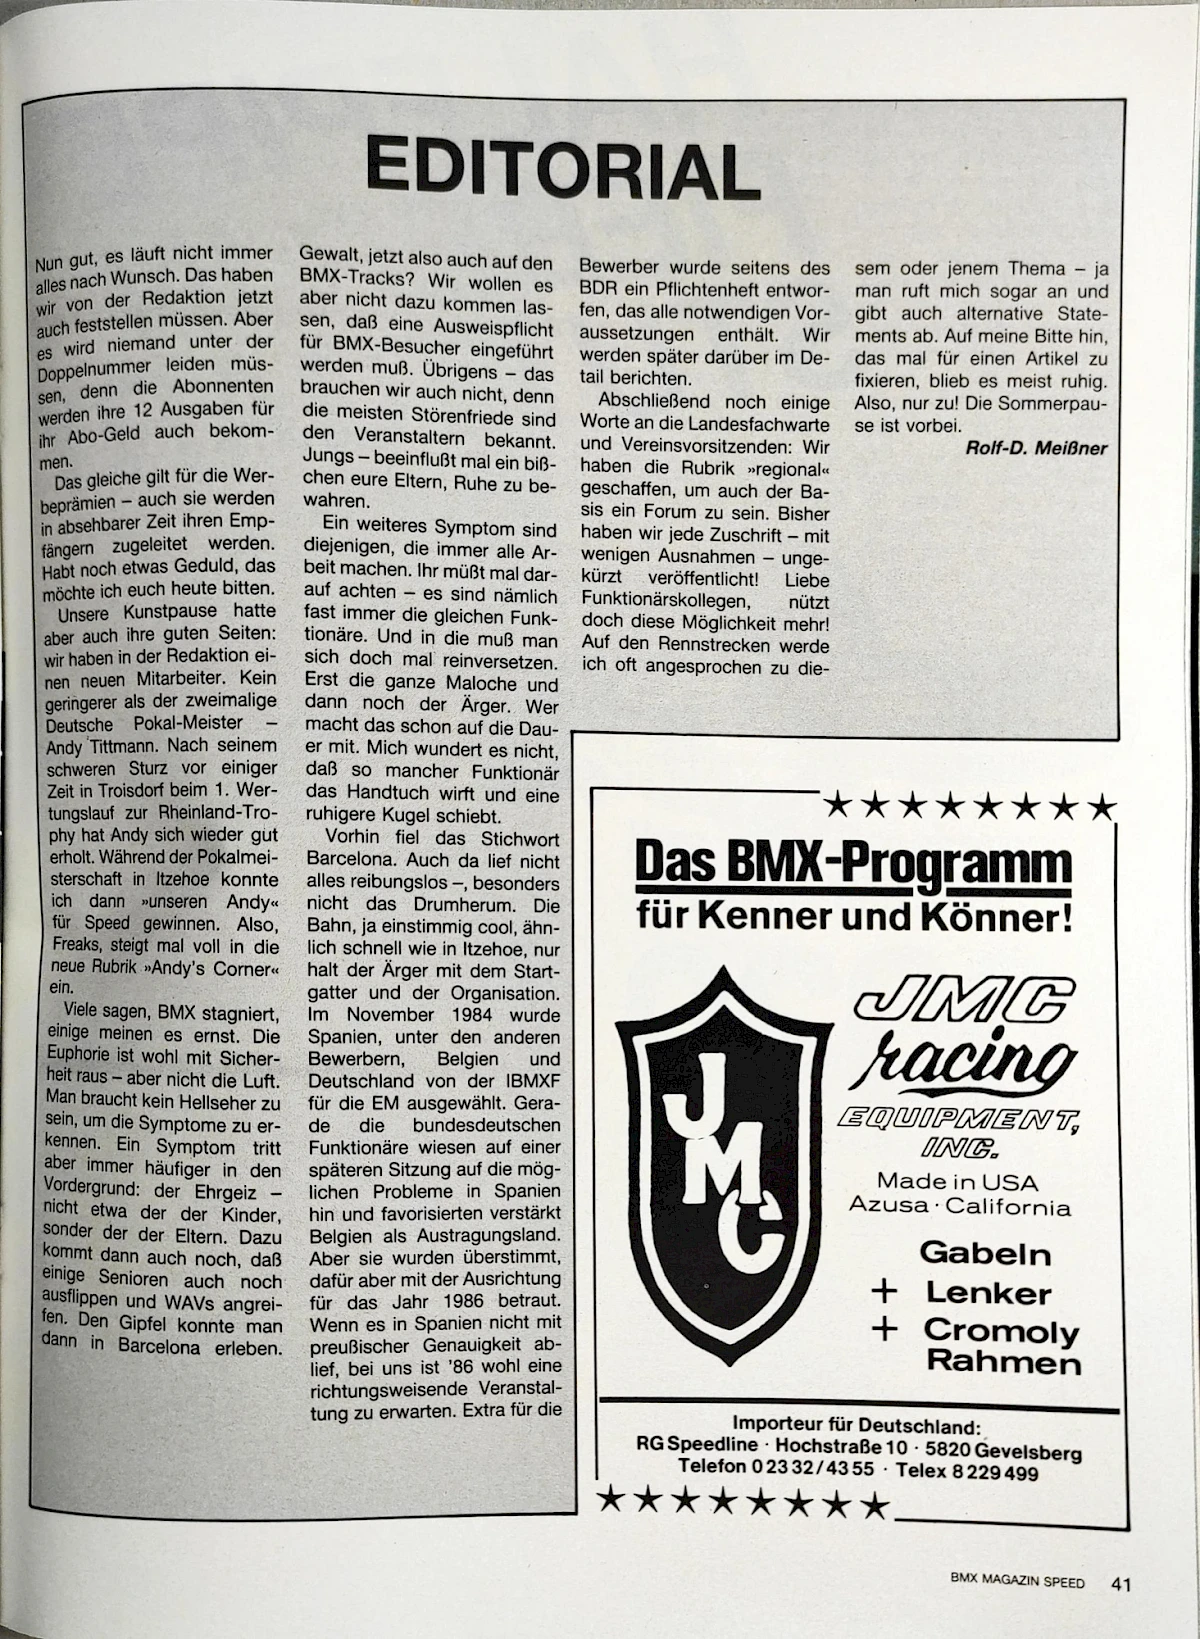 EDITORIAL
Nun gut, es läuft nicht immer
alles nach Wunsch. Das haben
wir von der Redaktion jetzt
auch feststellen müssen. Aber
es wird niemand unter der
Doppelnummer leiden müs-
sen, denn die Abonnenten
werden ihre 12 Ausgaben für
ihr Abo-Geld auch bekom-
men.
Das gleiche gilt für die Wer-
beprämien – auch sie werden
in absehbarer Zeit ihren Emp-
fängern zugeleitet werden.
Habt noch etwas Geduld, das
möchte ich euch heute bitten.
Unsere Kunstpause hatte
aber auch ihre guten Seiten:
wir haben in der Redaktion ei-
nen neuen Mitarbeiter. Kein
geringerer als der zweimalige
Deutsche Pokal-Meister –
Andy Tittmann. Nach seinem
schweren Sturz vor einiger
Zeit in Troisdorf beim 1. Wer-
tungslauf zur Rheinland-Tro-
phy hat Andy sich wieder gut
erholt. Während der Pokalmei-
sterschaft in Itzehoe konnte
ich dann »unseren Andy«
für Speed gewinnen. Also,
Freaks, steigt mal voll in die
neue Rubrik »Andy's Corner«
ein.
Viele sagen, BMX stagniert,
einige meinen es ernst. Die
Euphorie ist wohl mit Sicher-
heit raus – aber nicht die Luft.
Man braucht kein Hellseher zu
sein, um die Symptome zu er-
kennen. Ein Symptom tritt
aber immer häufiger in den
Vordergrund: der Ehrgeiz –
nicht etwa der der Kinder,
sonder der der Eltern. Dazu
kommt dann auch noch, daß
einige Senioren auch noch
ausflippen und WAVs angrei-
fen. Den Gipfel konnte man
dann in Barcelona erleben.
Gewalt, jetzt also auch auf den
BMX-Tracks? Wir wollen es
aber nicht dazu kommen las-
sen, daß eine Ausweispflicht
für BMX-Besucher eingeführt
werden muß. Übrigens – das
brauchen wir auch nicht, denn
die meisten Störenfriede sind
den Veranstaltern bekannt.
Jungs – beeinflußt mal ein biß-
chen eure Eltern, Ruhe zu be-
wahren.
Ein weiteres Symptom sind
diejenigen, die immer alle Ar-
beit machen. Ihr müßt mal dar-
auf achten – es sind nämlich
fast immer die gleichen Funk-
tionäre. Und in die muß man
sich doch mal reinversetzen.
Erst die ganze Maloche und
dann noch der Ärger. Wer
macht das schon auf die Dau-
er mit. Mich wundert es nicht,
daß so mancher Funktionär
das Handtuch wirft und eine
ruhigere Kugel schiebt.
Vorhin fiel das Stichwort
Barcelona. Auch da lief nicht
alles reibungslos –, besonders
nicht das Drumherum. Die
Bahn, ja einstimmig cool, ähn-
lich schnell wie in Itzehoe, nur
halt der Ärger mit dem Start-
gatter und der Organisation.
Im November 1984 wurde
Spanien, unter den anderen
Bewerbern, Belgien und
Deutschland von der IBMXF
für die EM ausgewählt. Gera-
de die bundesdeutschen
Funktionäre wiesen auf einer
späteren Sitzung auf die mög-
lichen Probleme in Spanien
hin und favorisierten verstärkt
Belgien als Austragungsland.
Aber sie wurden überstimmt,
dafür aber mit der Ausrichtung
für das Jahr 1986 betraut.
Wenn es in Spanien nicht mit
preußischer Genauigkeit ab-
lief, bei uns ist '86 wohl eine
richtungsweisende Veranstal-
tung zu erwarten. Extra für die
Bewerber wurde seitens des
BDR ein Pflichtenheft entwor-
fen, das alle notwendigen Vor-
aussetzungen enthält. Wir
werden später darüber im De-
tail berichten.
Abschließend noch einige
Worte an die Landesfachwarte
und Vereinsvorsitzenden: Wir
haben die Rubrik »regional«
geschaffen, um auch der Ba-
sis ein Forum zu sein. Bisher
haben wir jede Zuschrift – mit
wenigen Ausnahmen – unge-
kürzt veröffentlicht! Liebe
Funktionärskollegen, nützt
doch diese Möglichkeit mehr!
Auf den Rennstrecken werde
ich oft angesprochen zu die-
sem oder jenem Thema – ja
man ruft mich sogar an und
gibt auch alternative State-
ments ab. Auf meine Bitte hin,
das mal für einen Artikel zu
fixieren, blieb es meist ruhig.
Also, nur zu! Die Sommerpau-
se ist vorbei.
Rolf-D. Meißner
Das BMX-Programm
für Kenner und Könner!
JMC
JMC
racing
EQUIPMENT,
INC.
Made in USA
Azusa · California
Gabeln
+ Lenker
+ Cromoly
Rahmen
Importeur für Deutschland:
RG Speedline · Hochstraße 10 · 5820 Gevelsberg
Telefon 0 23 32 / 43 55 · Telex 8 229 499
BMX MAGAZIN SPEED 41